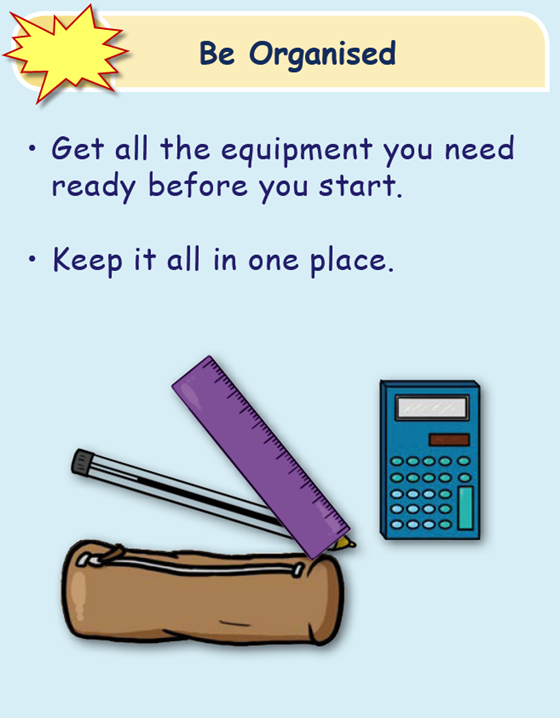 Be Organised
• Get all the equipment you need
ready before you start.
• Keep it all in one place.